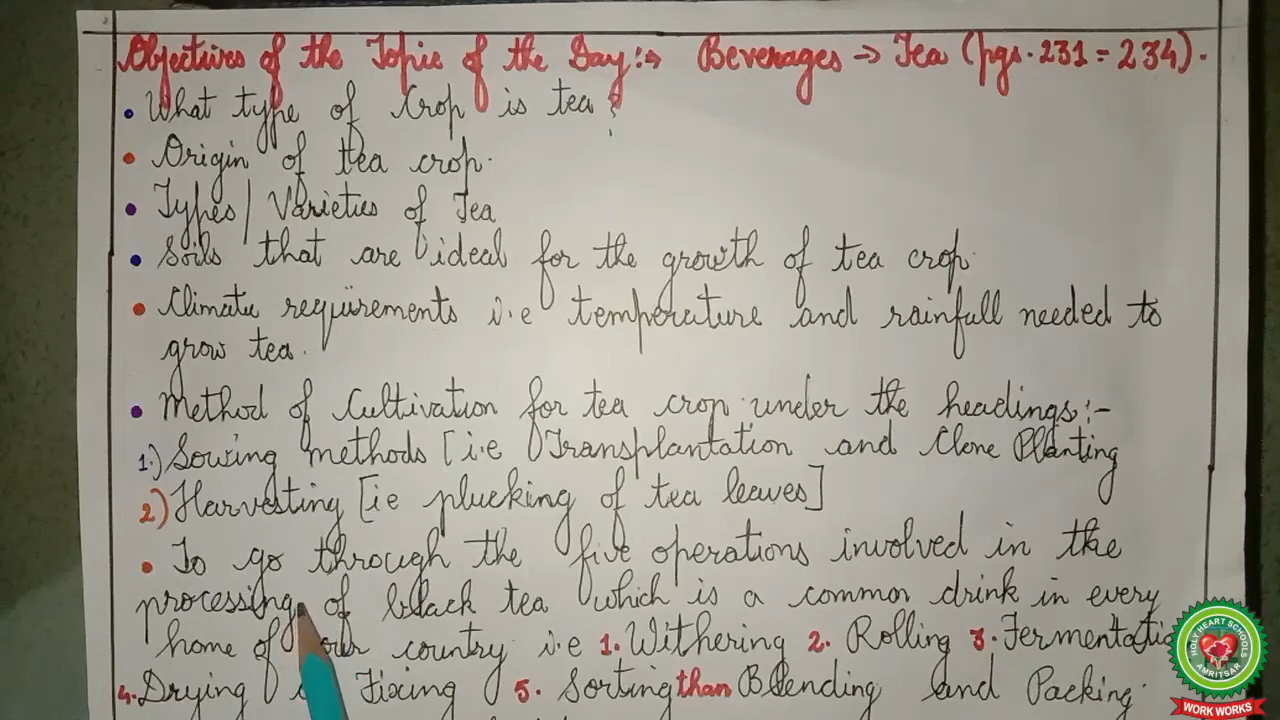 Objectives of the Topic of the Day:→ Beverages → Tea (pgs. 231 = 234).
• What type of Crop is tea?
• Origin of tea crop.
• Types/Varieties of Tea
• Soils that are ideal for the growth of tea crop.
• Climatic requirements i.e temperature and rainfall needed to
grow tea.
• Method of Cultivation for tea crop under the headings:-
1.) Sowing methods [i.e Transplantation and Clone Planting
2) Harvesting [ie plucking of tea leaves]
• To go through the five operations involved in the
processing of black tea which is a common drink in every
home of our country i.e 1. Withering 2. Rolling 3. Fermentatio
4. Drying Fixing 5. Sorting than Blending and Packing.
HOLY HEART SCHOOLS
AMRITSAR
WORK WORKS